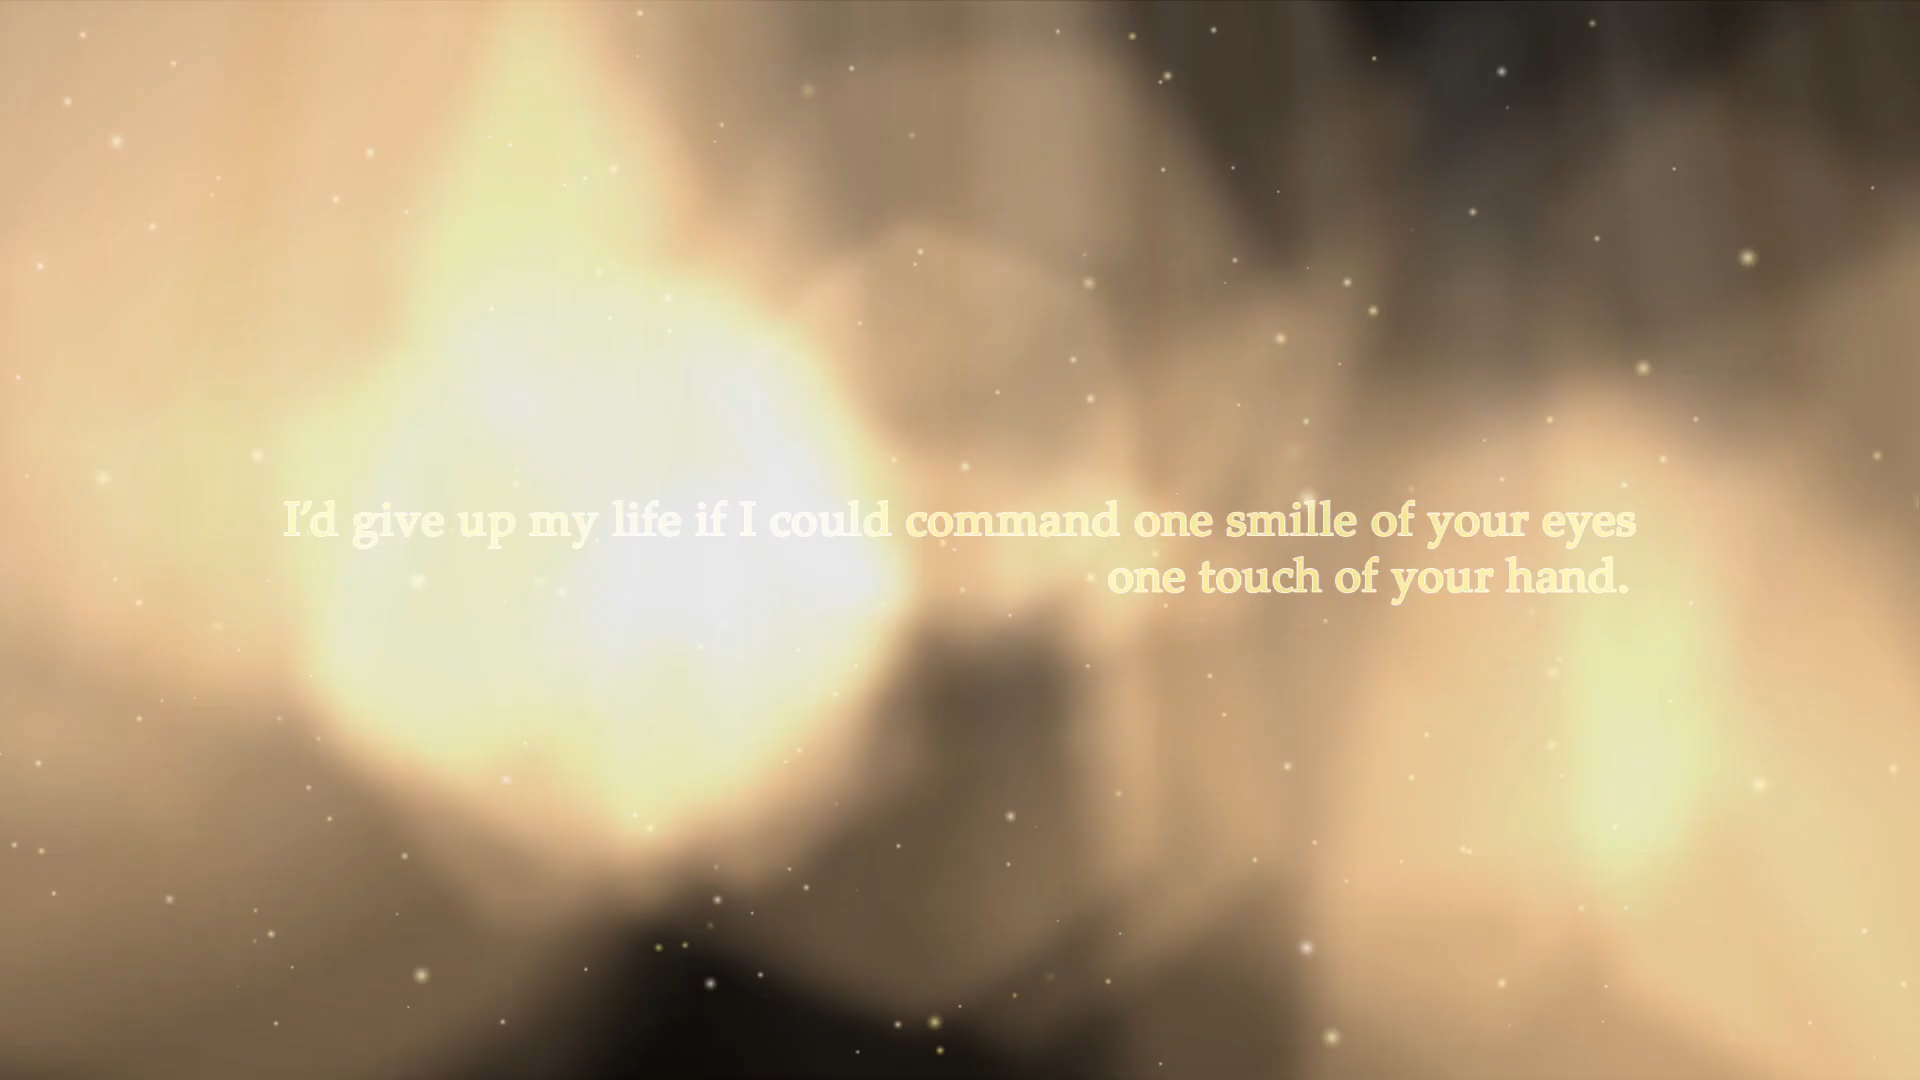 I'd give up my life if I could command one smille of your eyes
one touch of your hand.